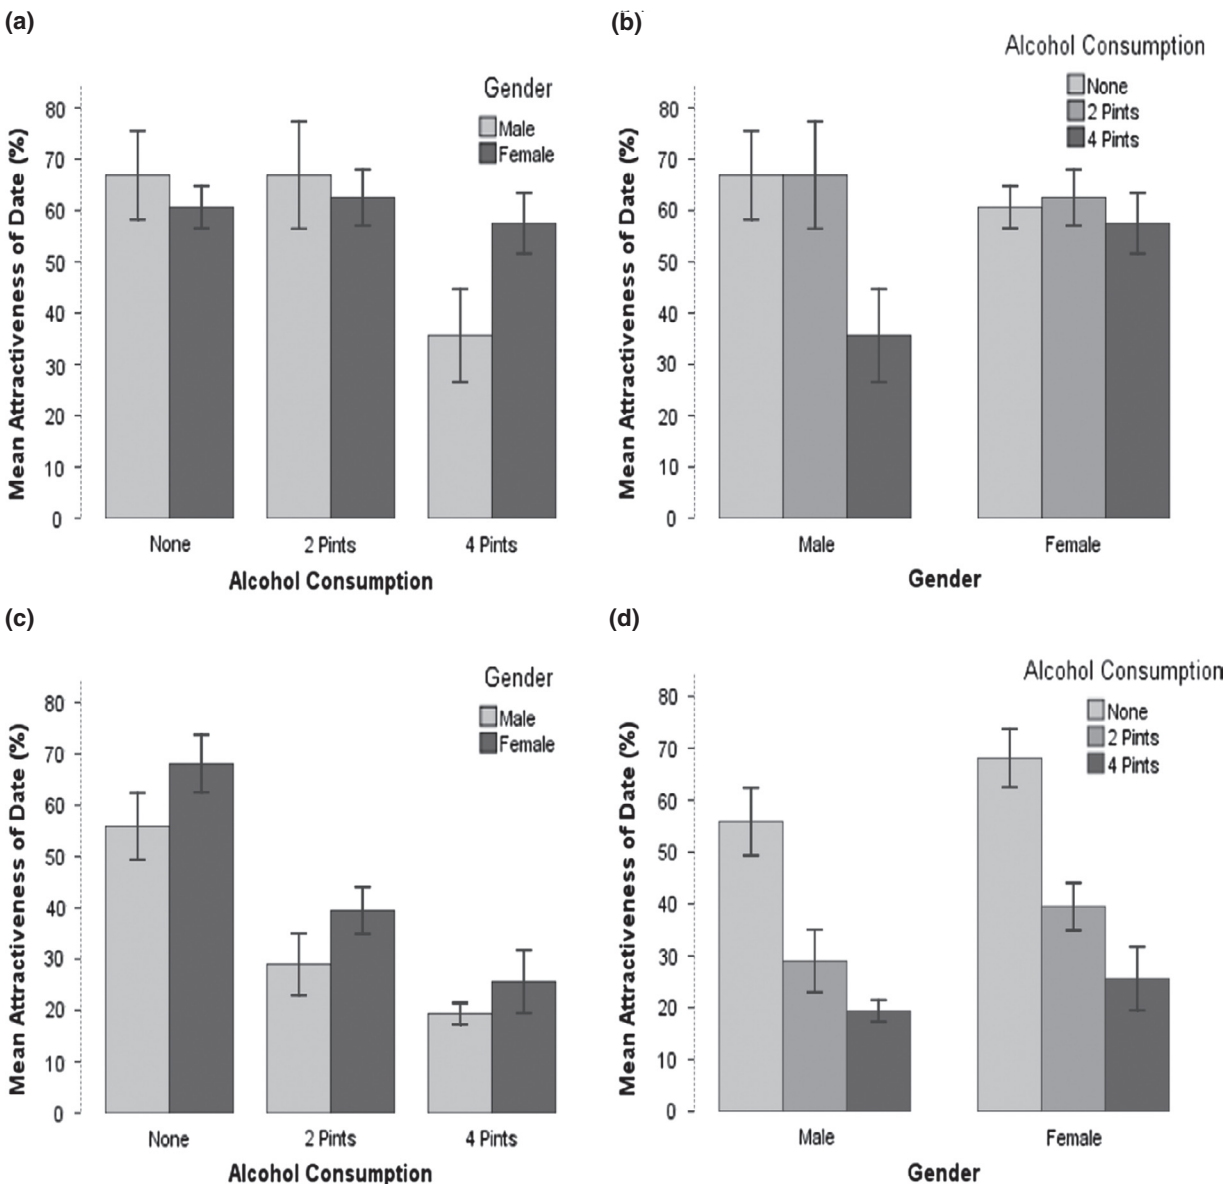 (a)
Gender
Male
Female
Mean Attractiveness of Date (%)
80
70
60
50
40
30
20
10
0
None 2 Pints 4 Pints
Alcohol Consumption
(b)
Alcohol Consumption
None
2 Pints
4 Pints
Mean Attractiveness of Date (%)
80
70
60
50
40
30
20
10
0
Male Female
Gender
(c)
Gender
Male
Female
Mean Attractiveness of Date (%)
80
70
60
50
40
30
20
10
0
None 2 Pints 4 Pints
Alcohol Consumption
(d)
Alcohol Consumption
None
2 Pints
4 Pints
Mean Attractiveness of Date (%)
80
70
60
50
40
30
20
10
0
Male Female
Gender